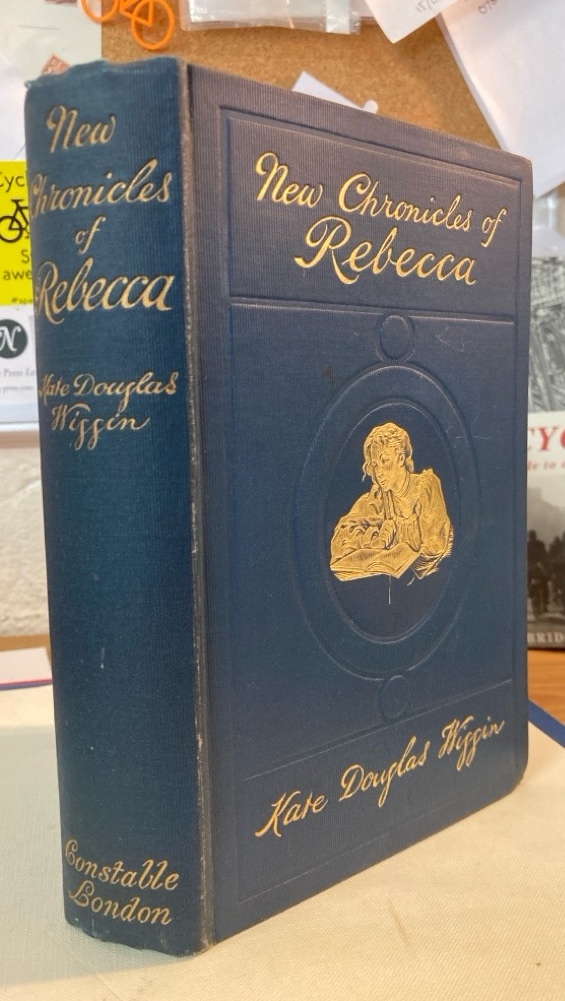 New
Chronicles
of
Rebecca
Kate Douglas
Wiggin
Constable
London
New Chronicles of
Rebecca
Kate Douglas Wiggin
N